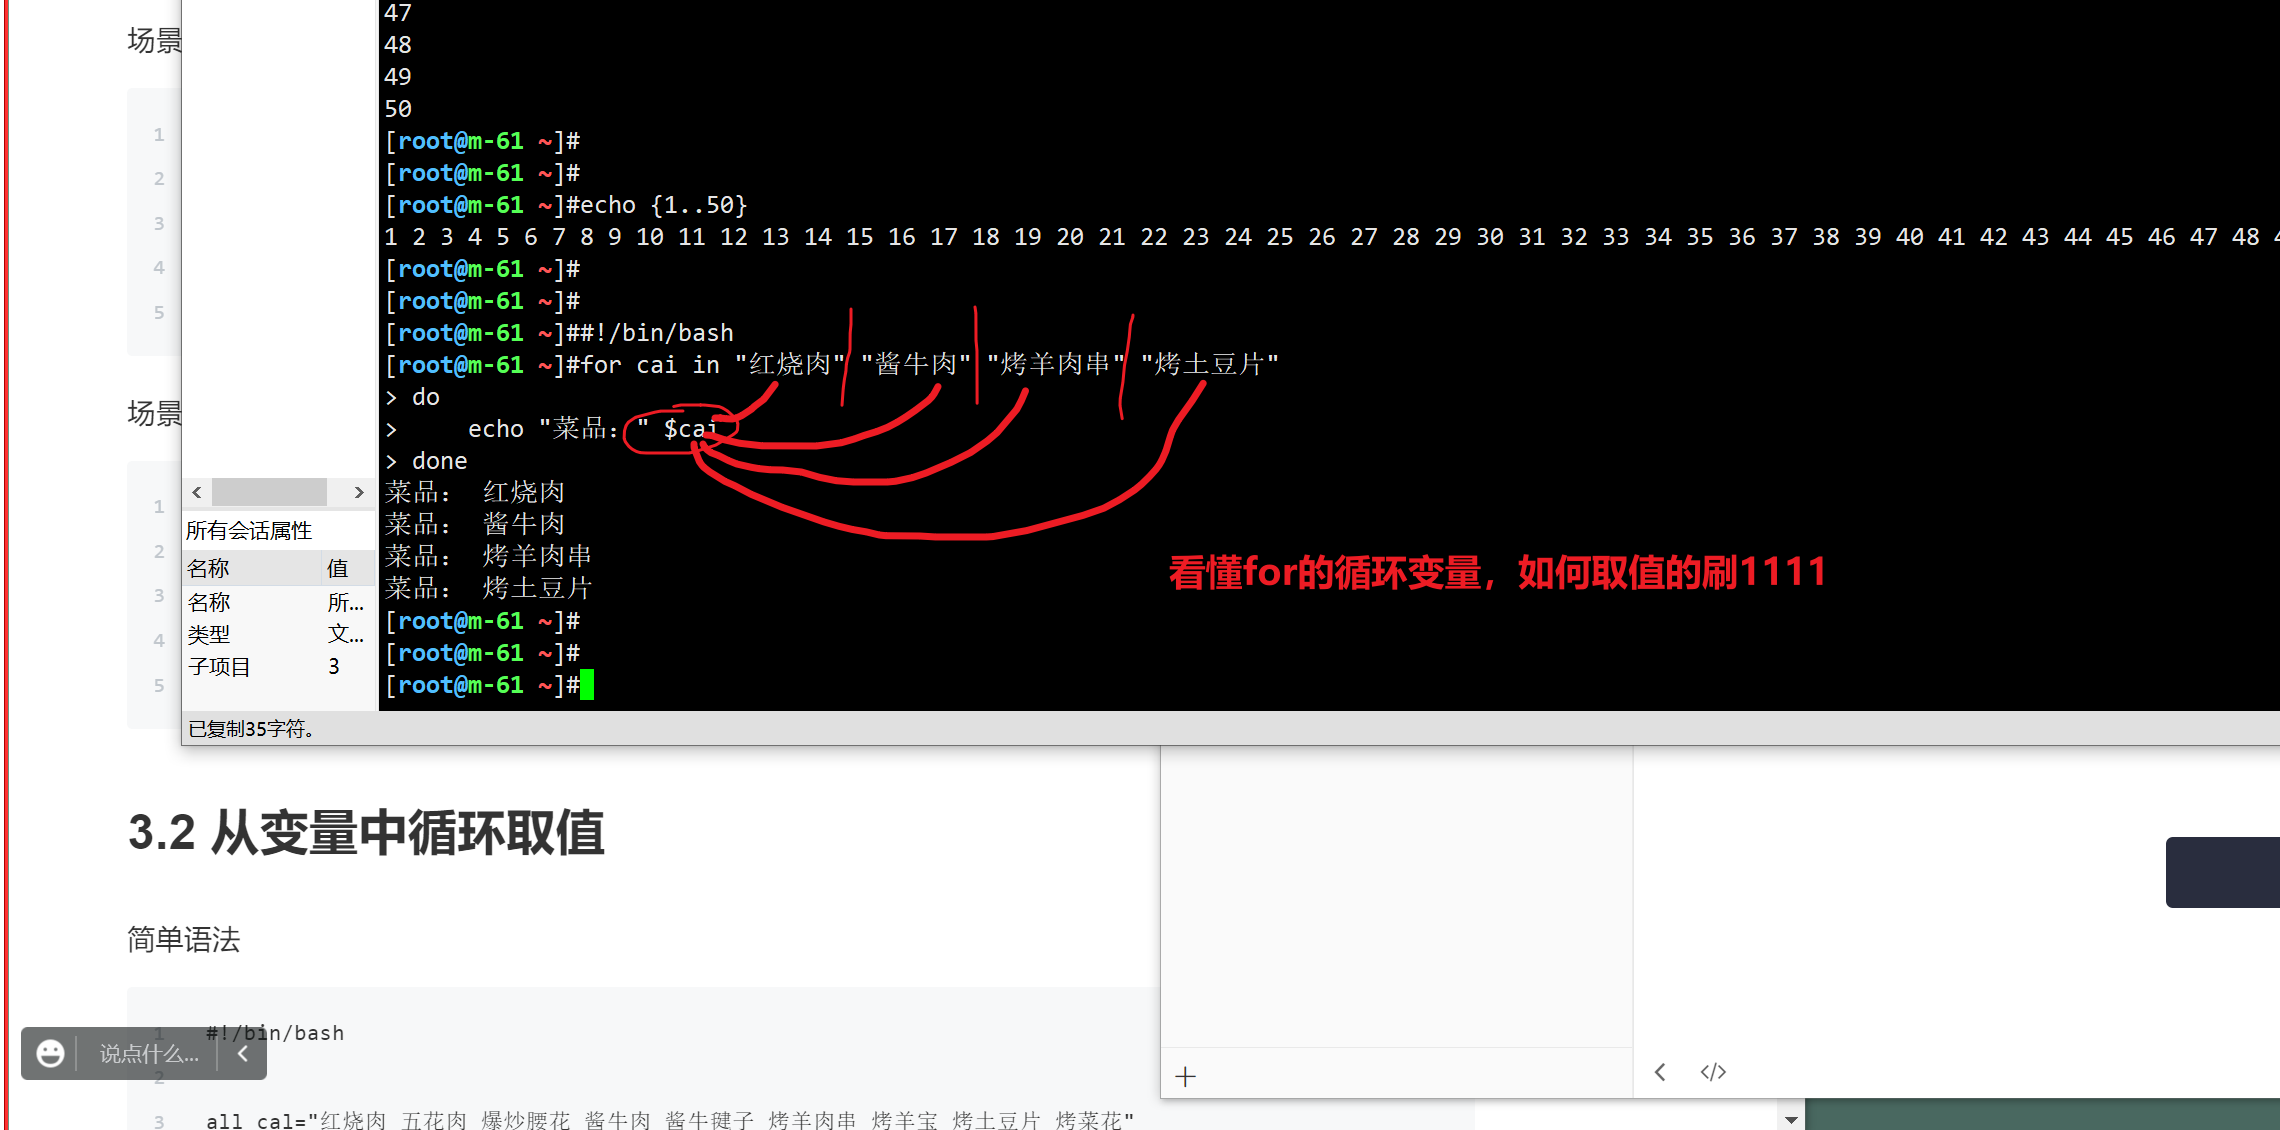 场景
1
2
3
4
5
场景
1
2
3
4
5
47
48
49
50
[root@m-61 ~]#
[root@m-61 ~]#
[root@m-61 ~]#echo {1..50}
1 2 3 4 5 6 7 8 9 10 11 12 13 14 15 16 17 18 19 20 21 22 23 24 25 26 27 28 29 30 31 32 33 34 35 36 37 38 39 40 41 42 43 44 45 46 47 48
[root@m-61 ~]#
[root@m-61 ~]#
[root@m-61 ~]##!/bin/bash
[root@m-61 ~]#for cai in "红烧肉" "酱牛肉" "烤羊肉串" "烤土豆片"
> do
>     echo "菜品：" $cai
> done
菜品： 红烧肉
菜品： 酱牛肉
菜品： 烤羊肉串
菜品： 烤土豆片
[root@m-61 ~]#
[root@m-61 ~]#
[root@m-61 ~]#
看懂for的循环变量，如何取值的刷1111
所有会话属性
名称 值
名称 所...
类型 文...
子项目 3
已复制35字符。
3.2 从变量中循环取值
简单语法
1 #!/bin/bash
说点什么...
2
3 all_cal="红烧肉 五花肉 爆炒腰花 酱牛肉 酱牛键子 烤羊肉串 烤羊宝 烤土豆片 烤菜花"